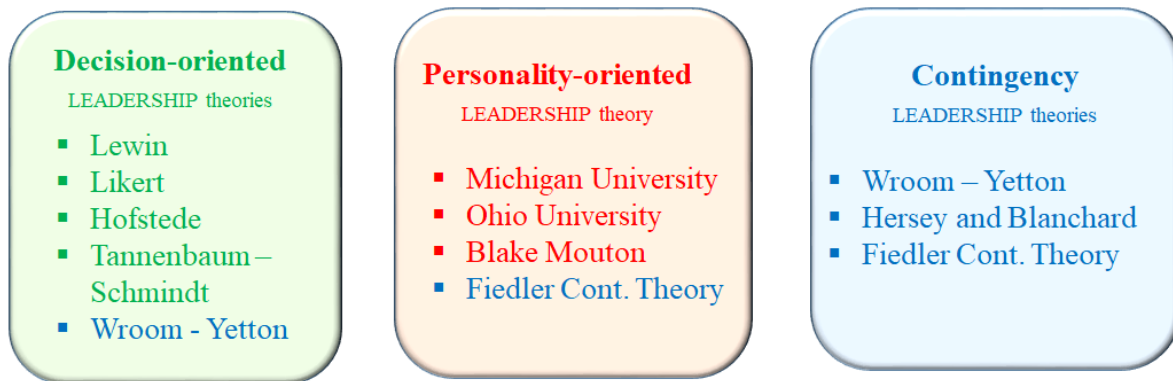 Decision-oriented
LEADERSHIP theories
▪ Lewin
▪ Likert
▪ Hofstede
▪ Tannenbaum –
Schmindt
▪ Wroom - Yetton
Personality-oriented
LEADERSHIP theory
▪ Michigan University
▪ Ohio University
▪ Blake Mouton
▪ Fiedler Cont. Theory
Contingency
LEADERSHIP theories
▪ Wroom – Yetton
▪ Hersey and Blanchard
▪ Fiedler Cont. Theory